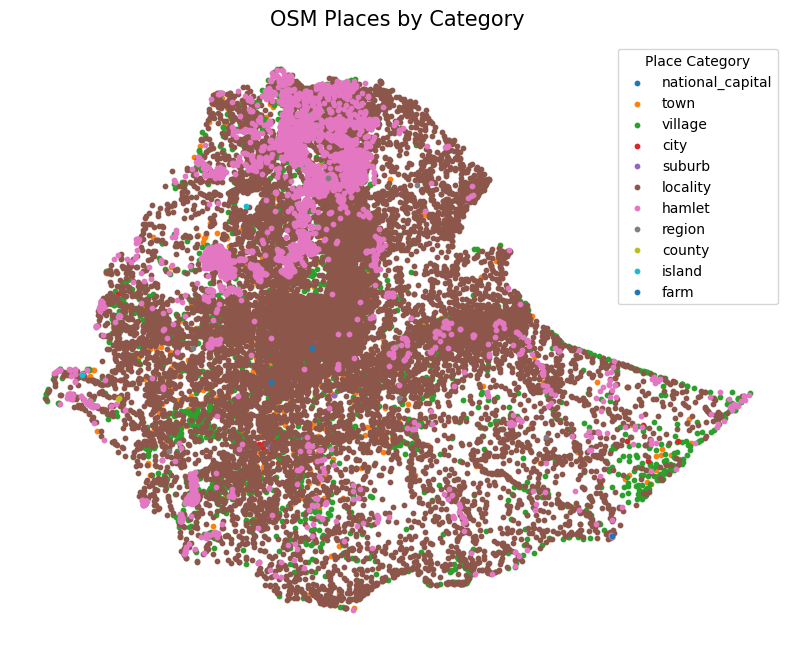 OSM Places by Category
Place Category
national_capital
town
village
city
suburb
locality
hamlet
region
county
island
farm